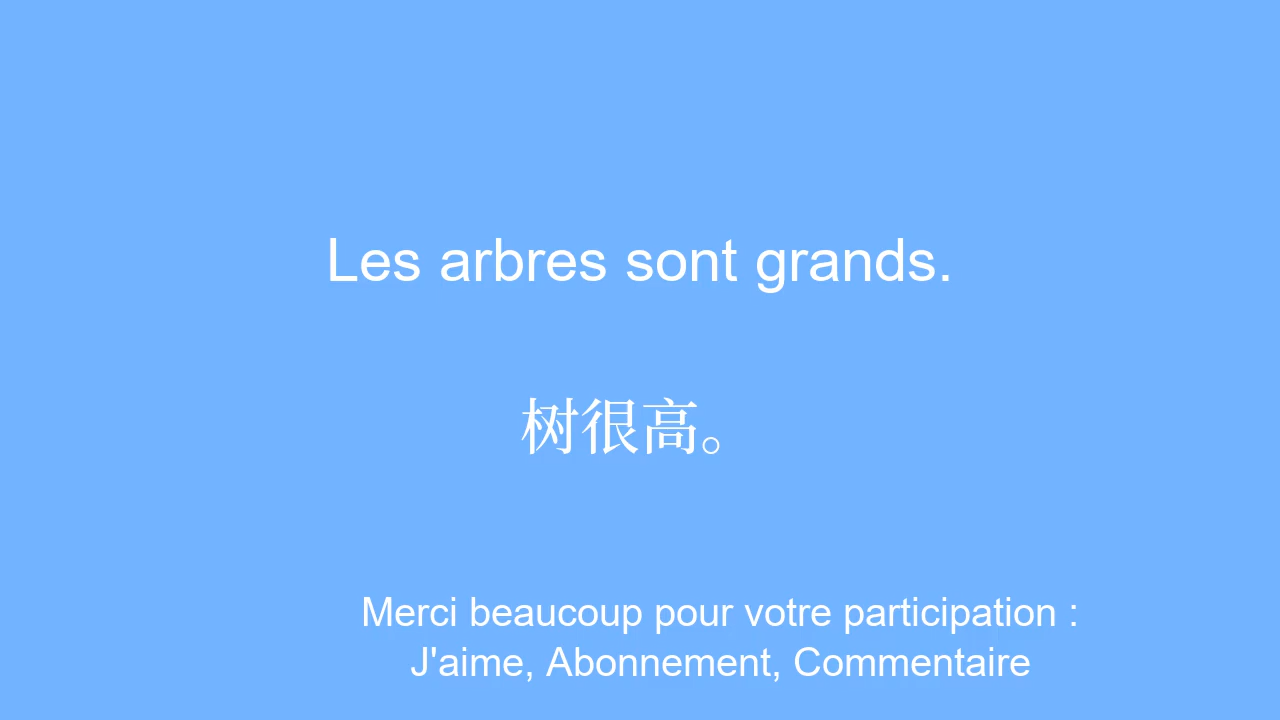 Les arbres sont grands.
树很高。
Merci beaucoup pour votre participation :
J'aime, Abonnement, Commentaire